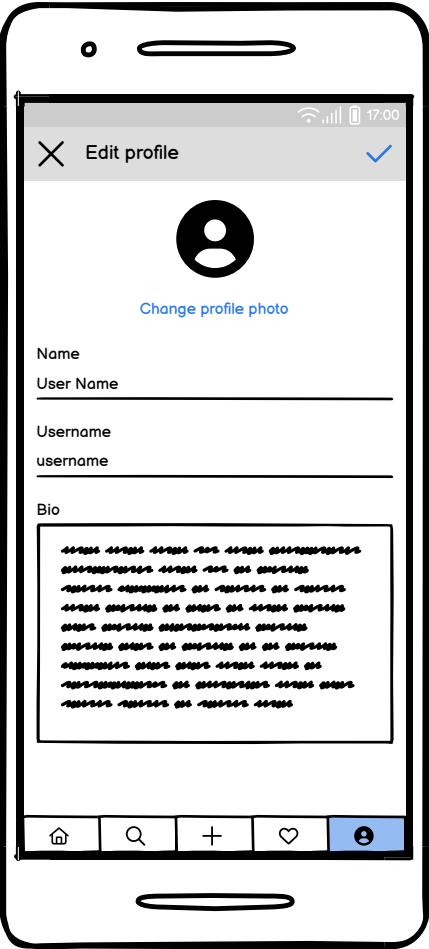 17:00
Edit profile
Change profile photo
Name
User Name
Username
username
Bio